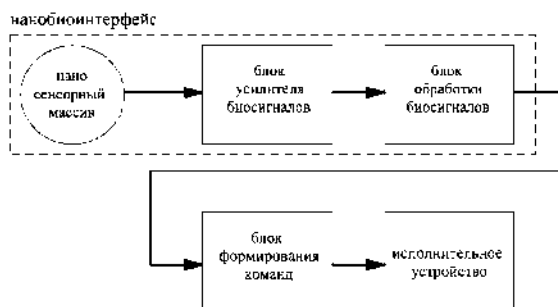 нанобиоинтерфейс
нано
сенсорный
массив
блок
усилителя
биосигналов
блок
обработки
биосигналов
блок
формирования
команд
исполнительное
устройство